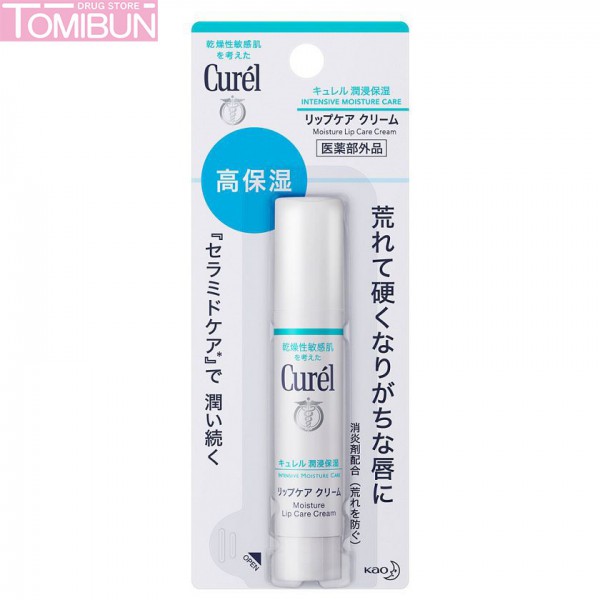 DRUG STORE
TOMIBUN
乾燥性敏感肌
を考えた
Curél
キュレル 潤浸保湿
INTENSIVE MOISTURE CARE
リップケア クリーム
Moisture Lip Care Cream
医薬部外品
高保湿
荒れて硬くなりがちな唇に
消炎剤配合（荒れを防ぐ）
『セラミドケア』*で 潤い続く
乾燥性敏感肌
を考えた
Curél
キュレル 潤浸保湿
INTENSIVE MOISTURE CARE
リップケア クリーム
Moisture
Lip Care Cream
OPEN
Kao